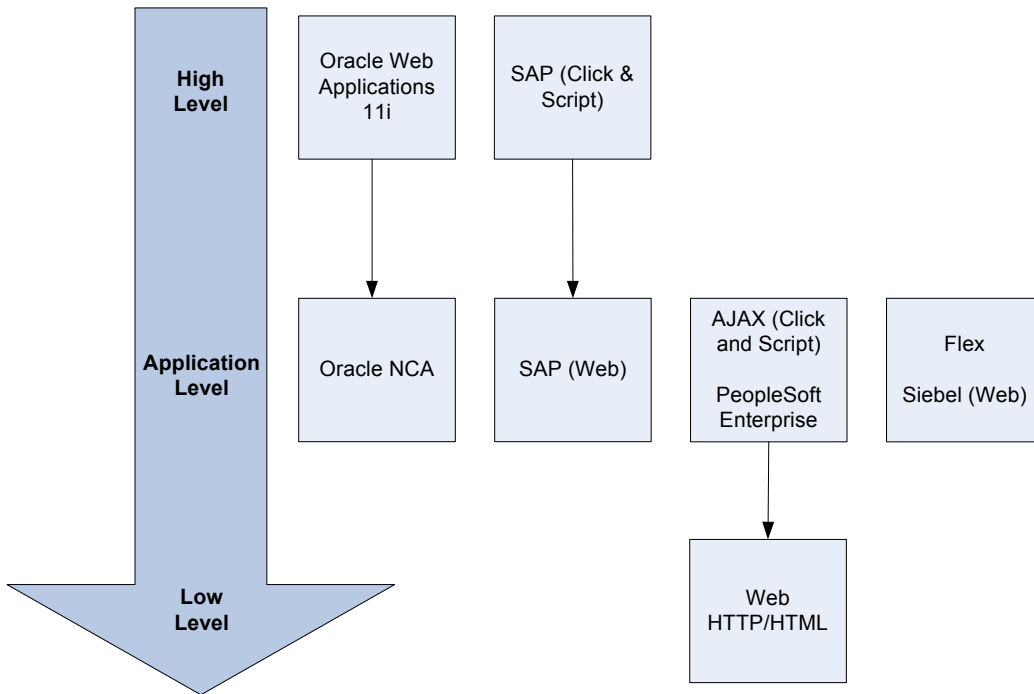 High
Level
Oracle Web
Applications
11i
SAP (Click &
Script)
Application
Level
Oracle NCA
SAP (Web)
AJAX (Click
and Script)
PeopleSoft
Enterprise
Flex
Siebel (Web)
Low
Level
Web
HTTP/HTML